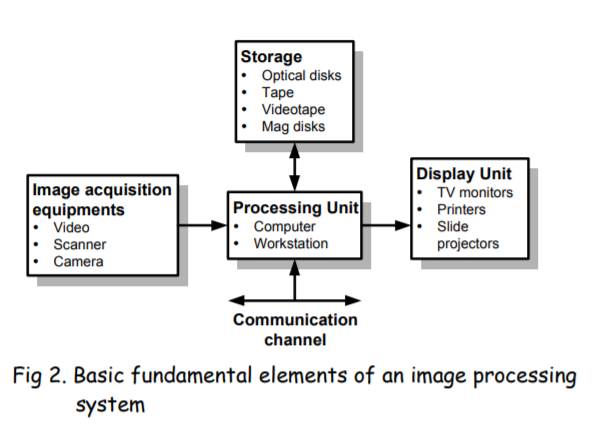 Storage
• Optical disks
• Tape
• Videotape
• Mag disks
Image acquisition
equipments
• Video
• Scanner
• Camera
Processing Unit
• Computer
• Workstation
Display Unit
• TV monitors
• Printers
• Slide
projectors
Communication
channel
Fig 2. Basic fundamental elements of an image processing
system